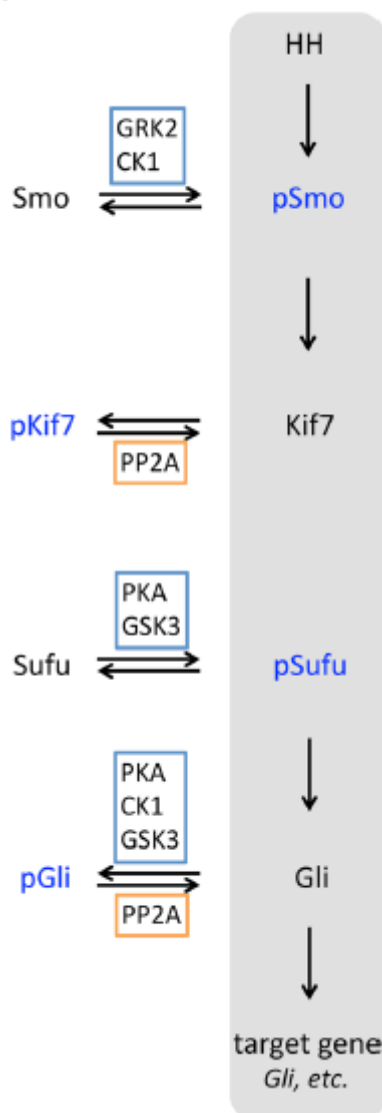 HH
GRK2
CK1
Smo
pSmo
pKif7
Kif7
PP2A
PKA
GSK3
Sufu
pSufu
PKA
CK1
GSK3
pGli
Gli
PP2A
target gene
Gli, etc.